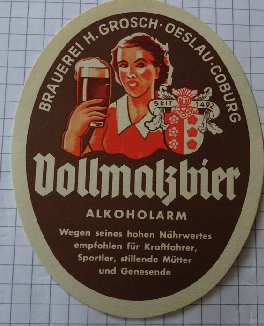 BRAUEREI H. GROSCH · OESLAU · COBURG
SEIT 1492
Vollmalzbier
ALKOHOLARM
Wegen seines hohen Nährwertes
empfohlen für Kraftfahrer,
Sportler, stillende Mütter
und Genesende